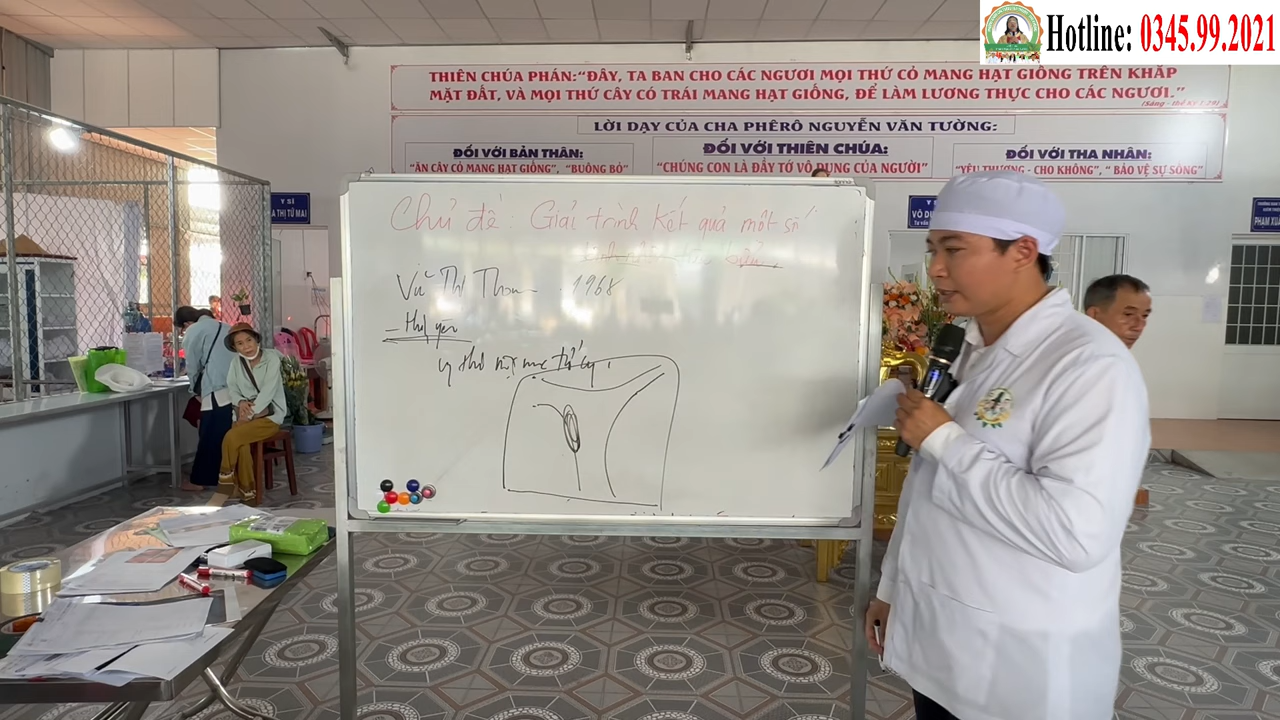 Hotline: 0345.99.2021
THIÊN CHÚA PHÁN:“ĐÂY, TA BAN CHO CÁC NGƯƠI MỌI THỨ CỎ MANG HẠT GIỐNG TRÊN KHẮP
MẶT ĐẤT, VÀ MỌI THỨ CÂY CÓ TRÁI MANG HẠT GIỐNG, ĐỂ LÀM LƯƠNG THỰC CHO CÁC NGƯƠI.”
LỜI DẠY CỦA CHA PHÊRÔ NGUYỄN VĂN TƯỜNG:
ĐỐI VỚI BẢN THÂN:
“ĂN CÂY CỎ MANG HẠT GIỐNG”, “BUÔNG BỎ”
ĐỐI VỚI THIÊN CHÚA:
“CHÚNG CON LÀ ĐẦY TỚ VÔ DỤNG CỦA NGƯỜI”
ĐỐI VỚI THA NHÂN:
“YÊU THƯƠNG - CHO KHÔNG”, “BẢO VỆ SỰ SỐNG”
Y SĨ
A THỊ TỪ MAI
Y SĨ
PHẠM XUÂ
Chủ đề: Giải trình kết quả một số
Vũ Thị 1968